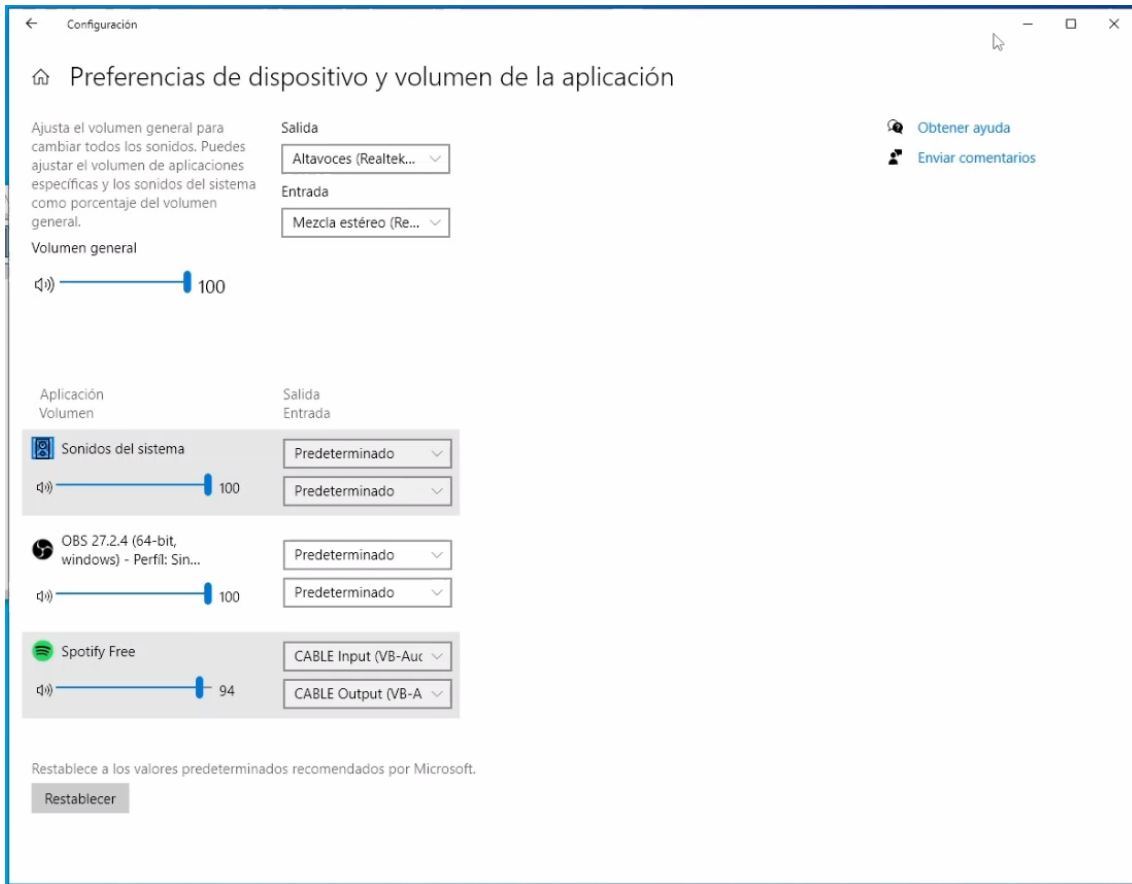 Configuración
Preferencias de dispositivo y volumen de la aplicación
Ajusta el volumen general para
cambiar todos los sonidos. Puedes
ajustar el volumen de aplicaciones
específicas y los sonidos del sistema
como porcentaje del volumen
general.
Volumen general
100
Salida
Altavoces (Realtek...
Entrada
Mezcla estéreo (Re...
Obtener ayuda
Enviar comentarios
Aplicación
Volumen
Salida
Entrada
Sonidos del sistema
Predeterminado
100
Predeterminado
OBS 27.2.4 (64-bit,
windows) - Perfil: Sin...
Predeterminado
100
Predeterminado
Spotify Free
CABLE Input (VB-Auc
94
CABLE Output (VB-A
Restablece a los valores predeterminados recomendados por Microsoft.
Restablecer